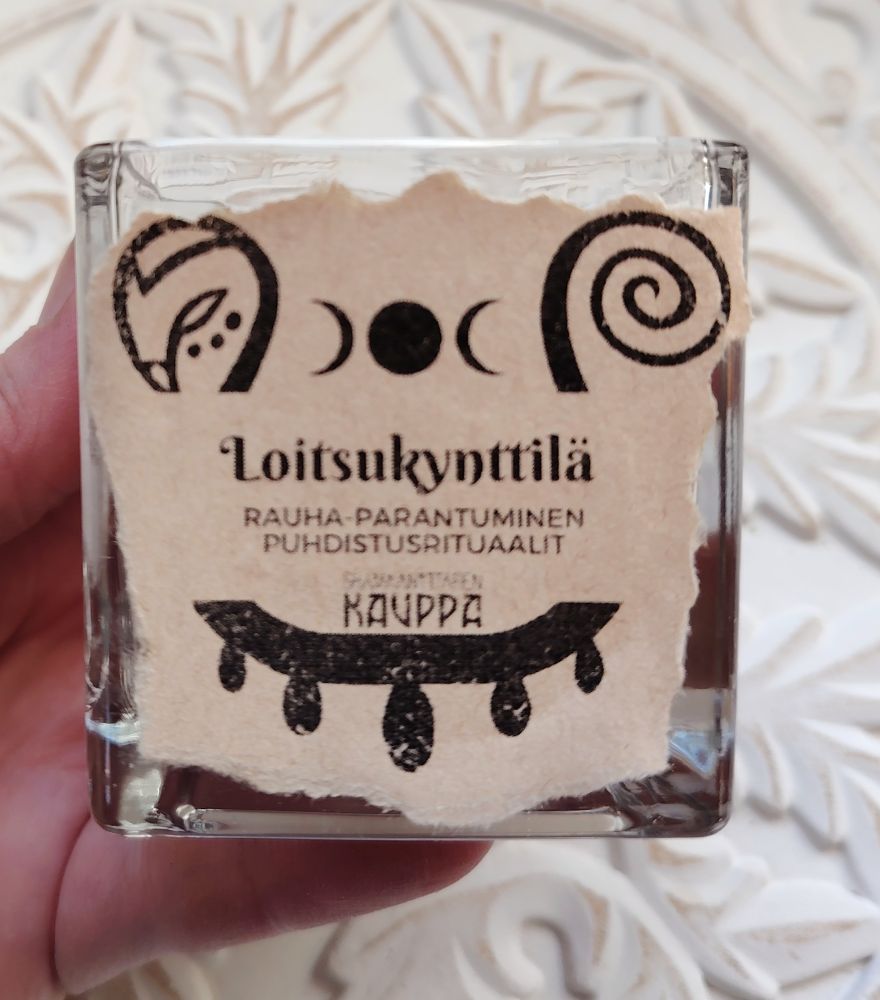 Loitsukynttilä
RAUHA-PARANTUMINEN
PUHDISTUSRITUAALIT
KAUPPA